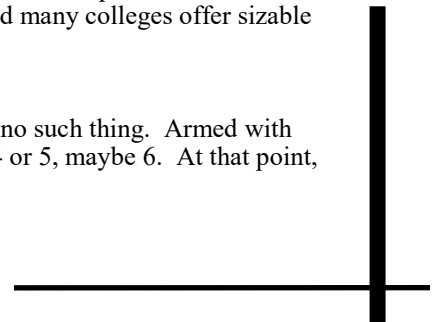 d many colleges offer sizable
no such thing. Armed with
or 5, maybe 6. At that point,